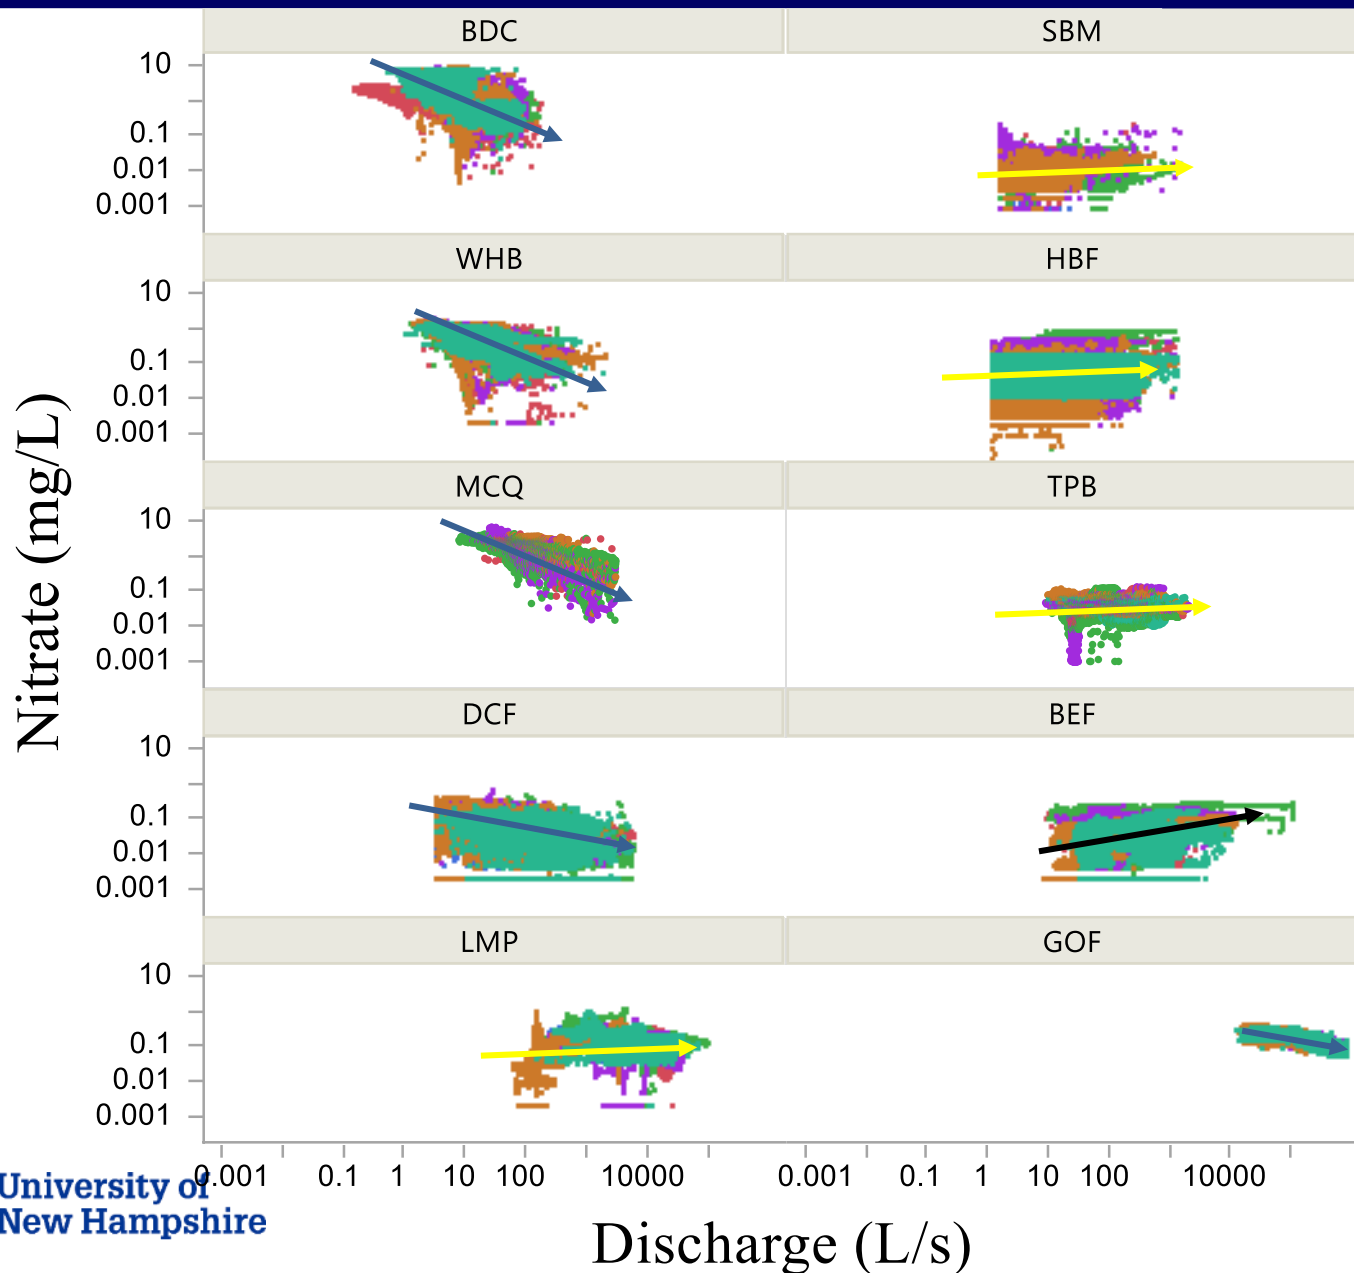 BDC
SBM
10
0.1
0.01
0.001
WHB
HBF
10
0.1
0.01
0.001
MCQ
TPB
10
0.1
0.01
0.001
DCF
BEF
10
0.1
0.01
0.001
LMP
GOF
10
0.1
0.01
0.001
Nitrate (mg/L)
0.001 0.1 1 10 100 10000
0.001 0.1 1 10 100 10000
Discharge (L/s)
University of
New Hampshire